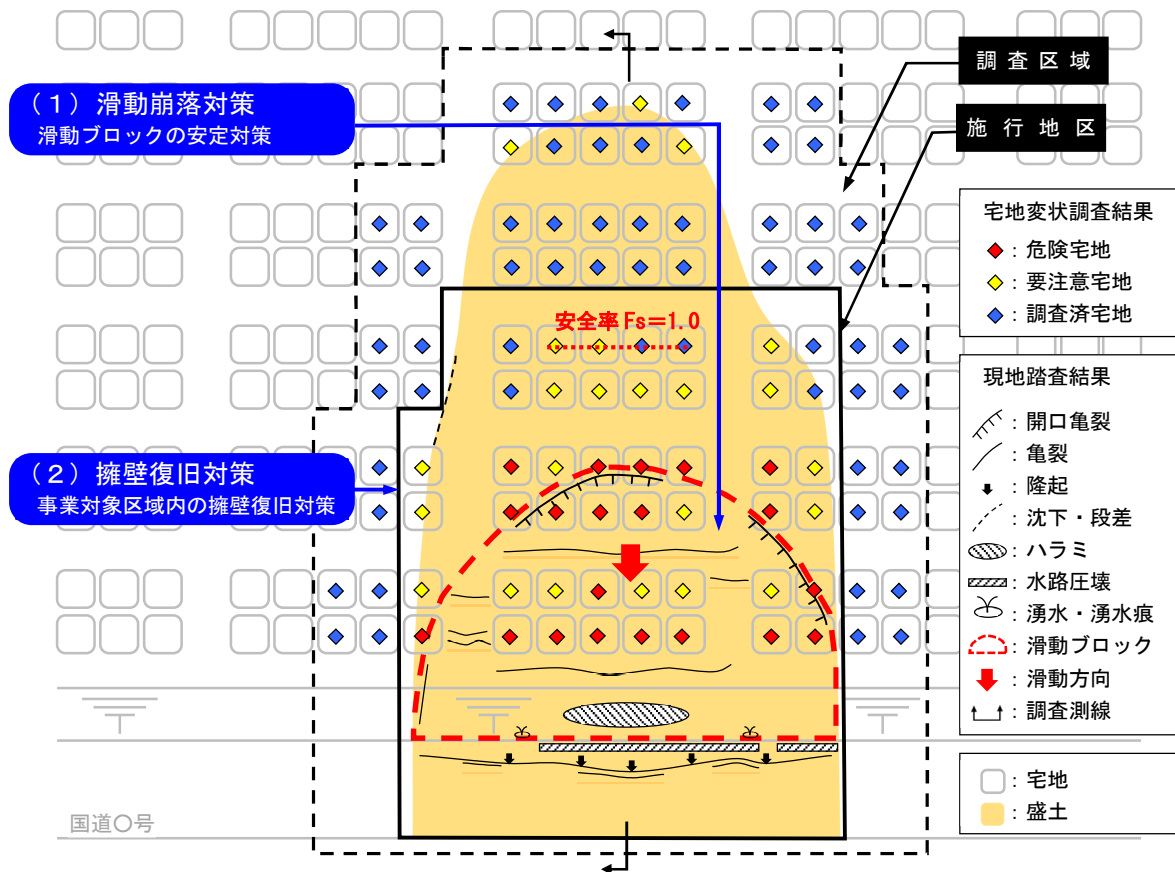 (1)滑動崩落対策
滑動ブロックの安定対策
調査区域
施行地区
宅地変状調査結果
:危険宅地
:要注意宅地
:調査済宅地
安全率Fs=1.0
(2)擁壁復旧対策
事業対象区域内の擁壁復旧対策
現地踏査結果
:開口亀裂
:亀裂
:隆起
:沈下・段差
:ハラミ
:水路圧壊
:湧水・湧水痕
:滑動ブロック
:滑動方向
:調査測線
:宅地
:盛土
国道○号